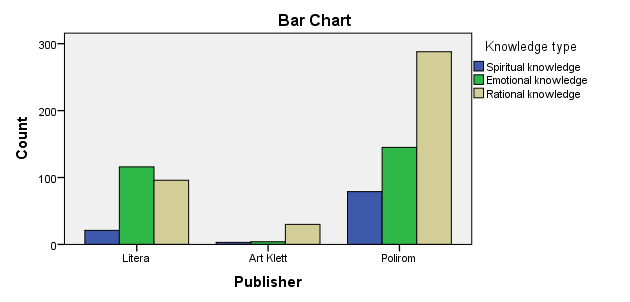 Bar Chart
Knowledge type
Spiritual knowledge
Emotional knowledge
Rational knowledge
Count
300
200
100
0
Litera
Art Klett
Polirom
Publisher